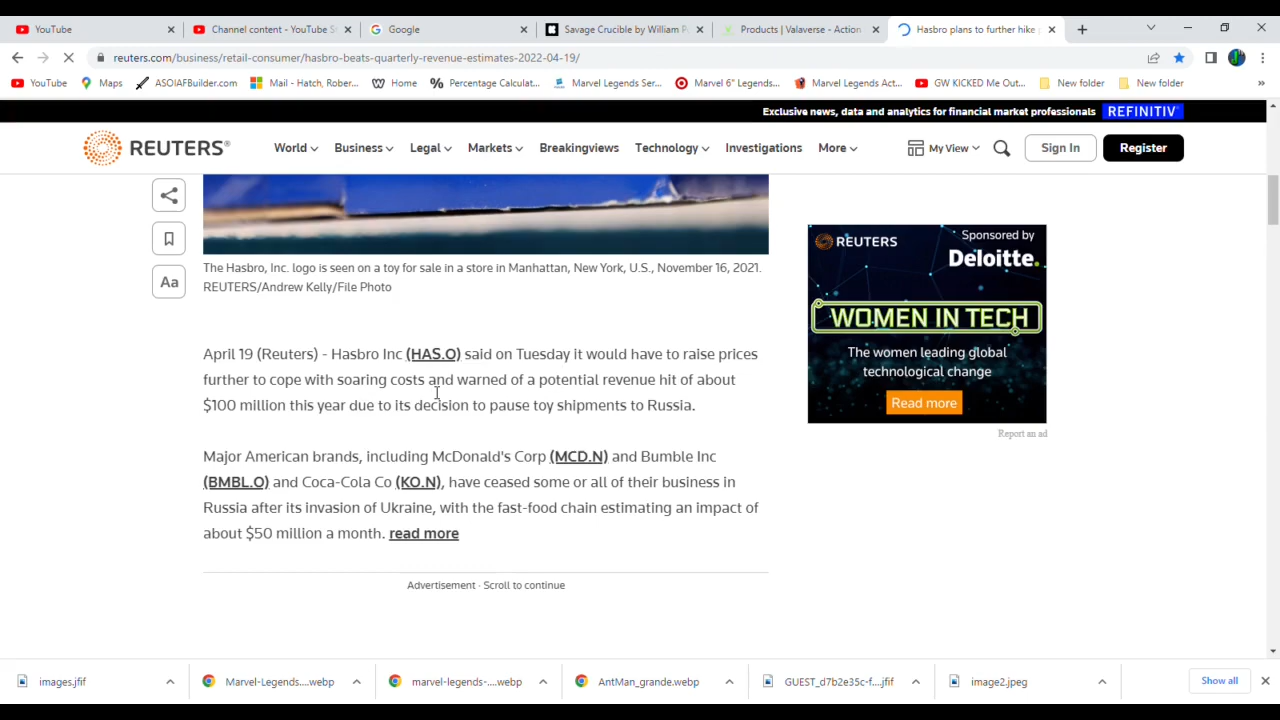 YouTube
Channel content - YouTube S
Google
Savage Crucible by William P
Products | Valaverse - Action
Hasbro plans to further hike p
reuters.com/business/retail-consumer/hasbro-beats-quarterly-revenue-estimates-2022-04-19/
YouTube
Maps
ASOIAFBuilder.com
Mail - Hatch, Rober...
Home
Percentage Calculat...
Marvel Legends Ser...
Marvel 6" Legends...
Marvel Legends Act...
GW KICKED Me Out...
New folder
New folder
»
Exclusive news, data and analytics for financial market professionals REFINITIV
REUTERS
World
Business
Legal
Markets
Breakingviews
Technology
Investigations
More
My View
Sign In
Register
Aa
The Hasbro, Inc. logo is seen on a toy for sale in a store in Manhattan, New York, U.S., November 16, 2021.
REUTERS/Andrew Kelly/File Photo
April 19 (Reuters) - Hasbro Inc (HAS.O) said on Tuesday it would have to raise prices
further to cope with soaring costs and warned of a potential revenue hit of about
$100 million this year due to its decision to pause toy shipments to Russia.
Major American brands, including McDonald's Corp (MCD.N) and Bumble Inc
(BMBL.O) and Coca-Cola Co (KO.N), have ceased some or all of their business in
Russia after its invasion of Ukraine, with the fast-food chain estimating an impact of
about $50 million a month. read more
Advertisement · Scroll to continue
REUTERS
Sponsored by
Deloitte.
WOMEN IN TECH
The women leading global
technological change
Read more
Report an ad
images.jfif
Marvel-Legends....webp
marvel-legends-....webp
AntMan_grande.webp
GUEST_d7b2e35c-f....jfif
image2.jpeg
Show all